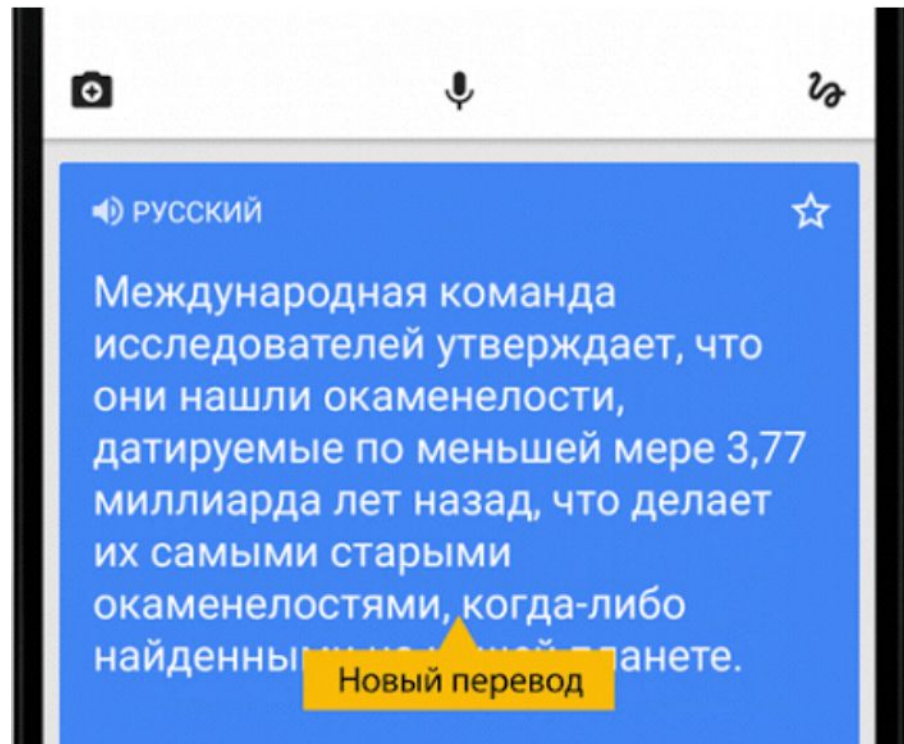 РУССКИЙ
Международная команда
исследователей утверждает, что
они нашли окаменелости,
датируемые по меньшей мере 3,77
миллиарда лет назад, что делает
их самыми старыми
окаменелостями, когда-либо
Новый перевод